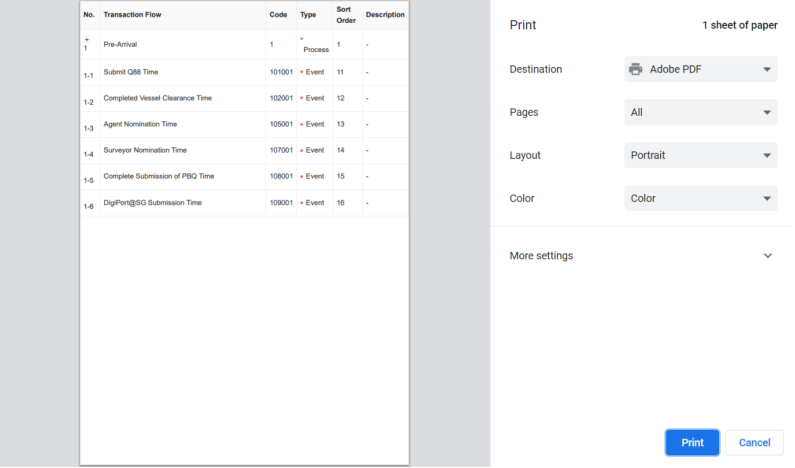 No. Transaction Flow Code Type Sort Order Description
+
1 Pre-Arrival 1 Process 1 -
1-1 Submit Q88 Time 101001 Event 11 -
1-2 Completed Vessel Clearance Time 102001 Event 12 -
1-3 Agent Nomination Time 105001 Event 13 -
1-4 Surveyor Nomination Time 107001 Event 14 -
1-5 Complete Submission of PBQ Time 108001 Event 15 -
1-6 DigiPort@SG Submission Time 109001 Event 16 -
Print 1 sheet of paper
Destination Adobe PDF
Pages All
Layout Portrait
Color Color
More settings
Print Cancel